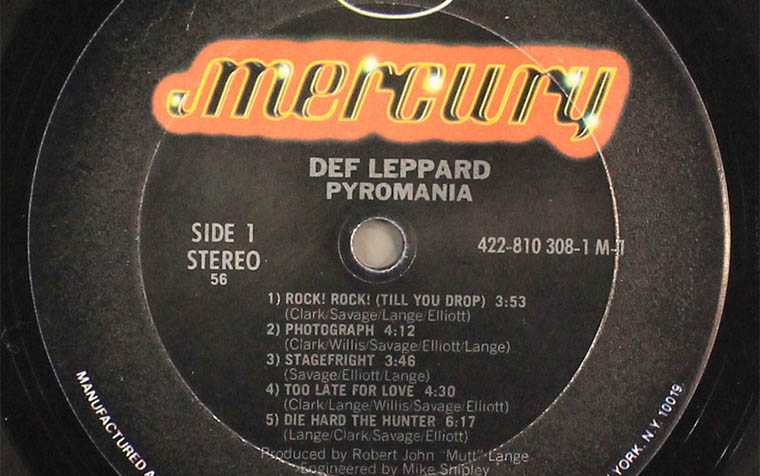 mercury
DEF LEPPARD
PYROMANIA
SIDE 1
STEREO
56
422-810 308-1 M-1
1) ROCK! ROCK! (TILL YOU DROP) 3:53
(Clark/Savage/Lange/Elliott)
2) PHOTOGRAPH 4:12
(Clark/Willis/Savage/Elliott/Lange)
3) STAGEFRIGHT 3:46
(Savage/Elliott/Lange)
4) TOO LATE FOR LOVE 4:30
(Clark/Lange/Willis/Savage/Elliott)
5) DIE HARD THE HUNTER 6:17
(Lange/Clark/Savage/Elliott)
Produced by Robert John "Mutt" Lange
Engineered by Mike Shipley
MANUFACTURED A
YORK, N.Y. 10019